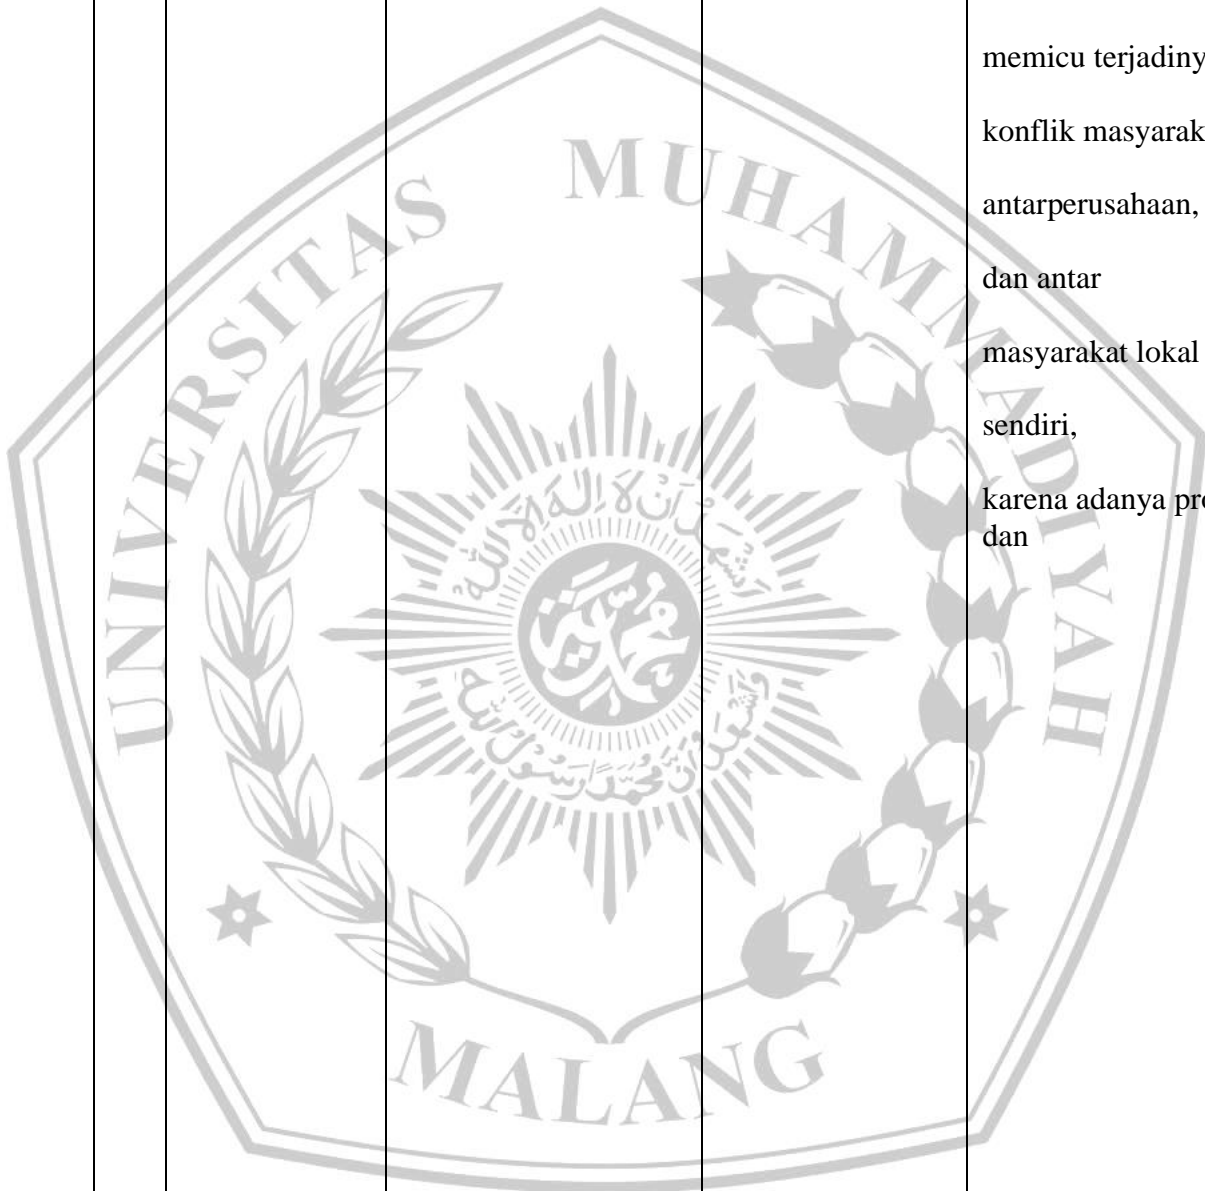 memicu terjadiny
konflik masyarak
antarperusahaan,
dan antar
masyarakat lokal
sendiri,
karena adanya pr
dan
UNIVERSITAS MUHAMMADIYAH
MALANG